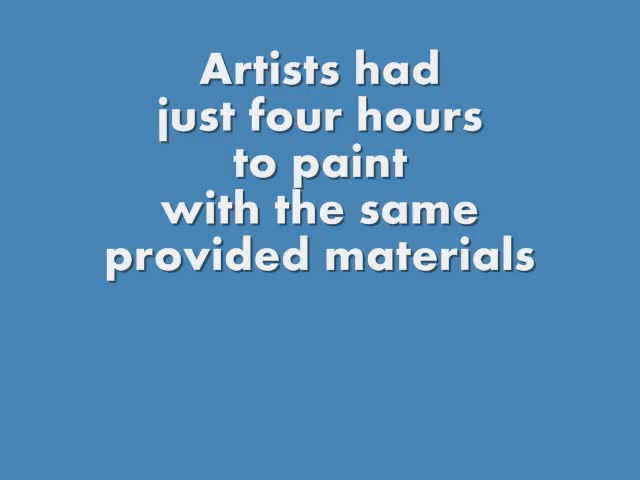 Artists had
just four hours
to paint
with the same
provided materials